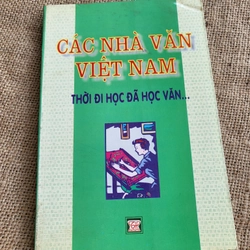 CÁC NHÀ VĂN
VIỆT NAM
THỜI ĐI HỌC ĐÃ HỌC VĂN...